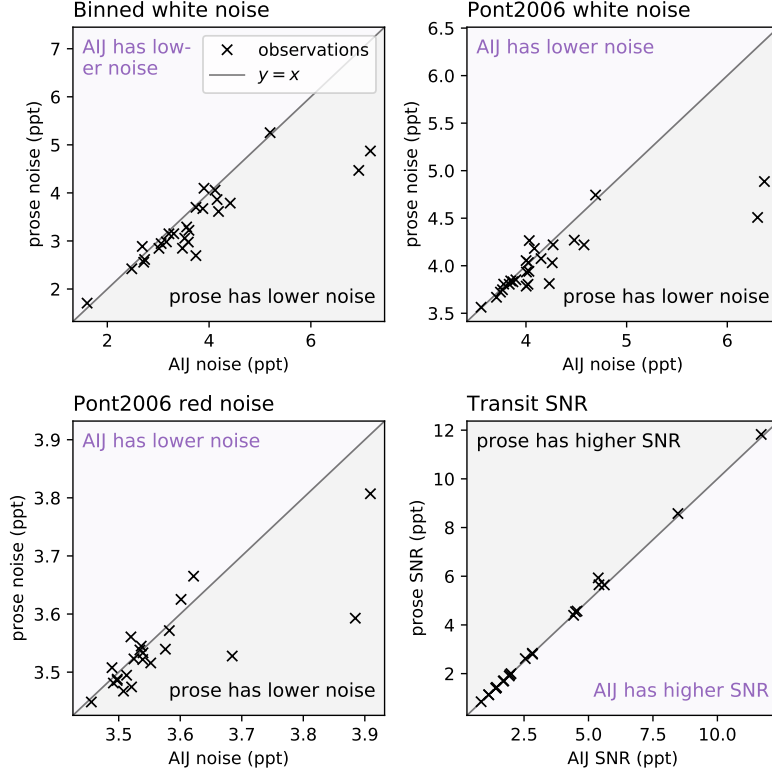 Binned white noise
AIJ has low-
er noise
observations
y = x
7
6
5
4
3
2
prose noise (ppt)
prose has lower noise
2
4
6
AIJ noise (ppt)
Pont2006 white noise
AIJ has lower noise
6.5
6.0
5.5
5.0
4.5
4.0
3.5
prose noise (ppt)
prose has lower noise
4
5
6
AIJ noise (ppt)
Pont2006 red noise
AIJ has lower noise
3.9
3.8
3.7
3.6
3.5
prose noise (ppt)
prose has lower noise
3.5
3.6
3.7
3.8
3.9
AIJ noise (ppt)
Transit SNR
prose has higher SNR
12
10
8
6
4
2
prose SNR (ppt)
AIJ has higher SNR
2.5
5.0
7.5
10.0
AIJ SNR (ppt)